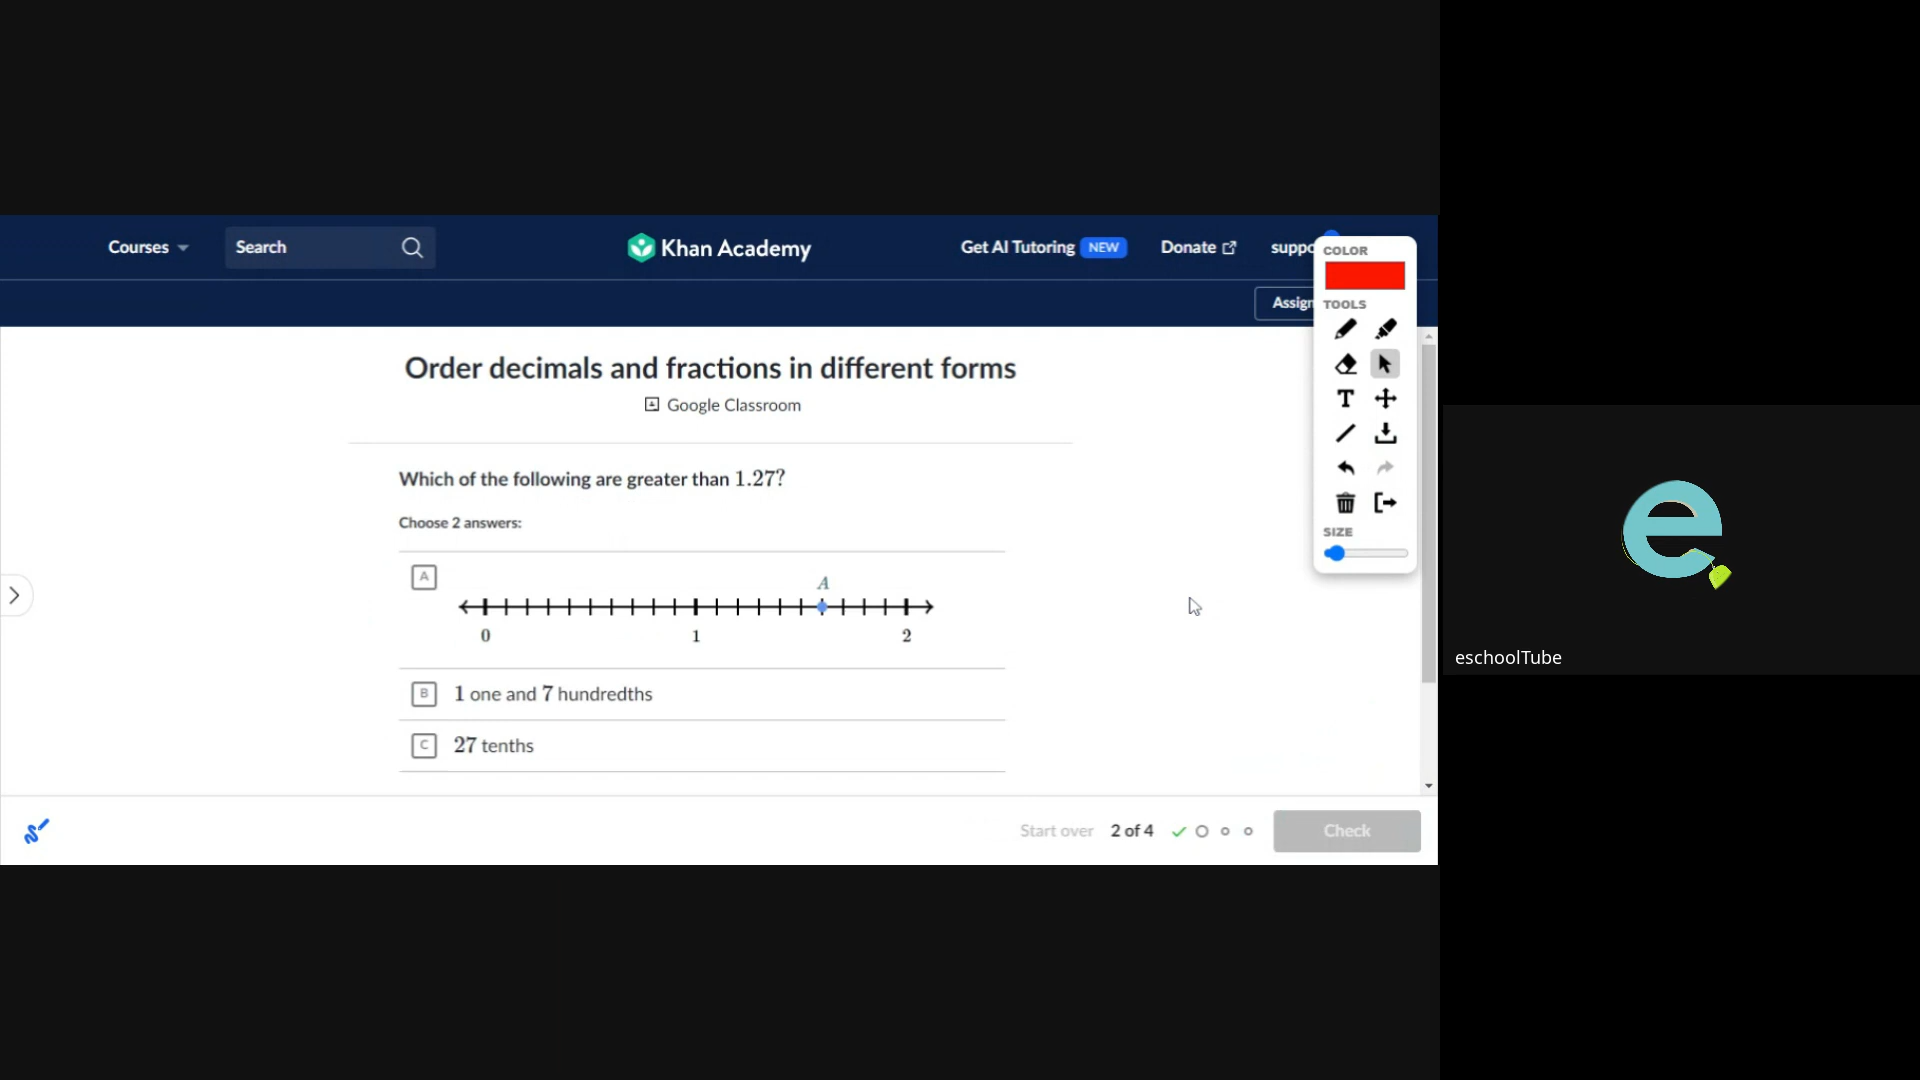 Courses
Search
Khan Academy
Get AI Tutoring NEW
Donate
suppo
Assign
COLOR
TOOLS
T
SIZE
Order decimals and fractions in different forms
Google Classroom
Which of the following are greater than 1.27?
Choose 2 answers:
A
A
0 1 2
B 1 one and 7 hundredths
C 27 tenths
Start over 2 of 4
Check
e
eschoolTube